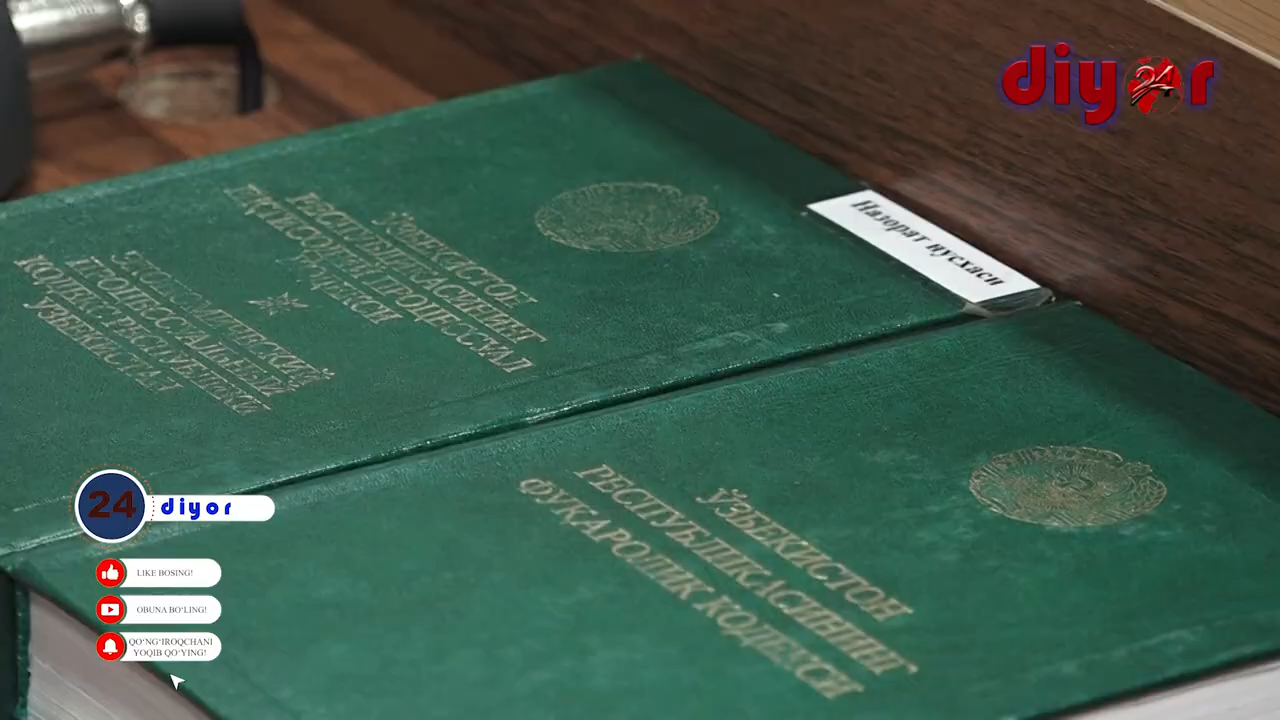 diyor
24
Назорат нусхаси
ЎЗБЕКИСТОН
РЕСПУБЛИКАСИНИНГ
ИҚТИСОДИЙ ПРОЦЕССУАЛ
КОДЕКСИ
ЭКОНОМИЧЕСКИЙ
ПРОЦЕССУАЛЬНЫЙ
КОДЕКС РЕСПУБЛИКИ
УЗБЕКИСТАН
ЎЗБЕКИСТОН
РЕСПУБЛИКАСИНИНГ
ФУҚАРОЛИК КОДЕКСИ
24 diyor
LIKE BOSING!
OBUNA BO'LING!
QO'NG'IROQCHANI
YOQIB QO'YING!